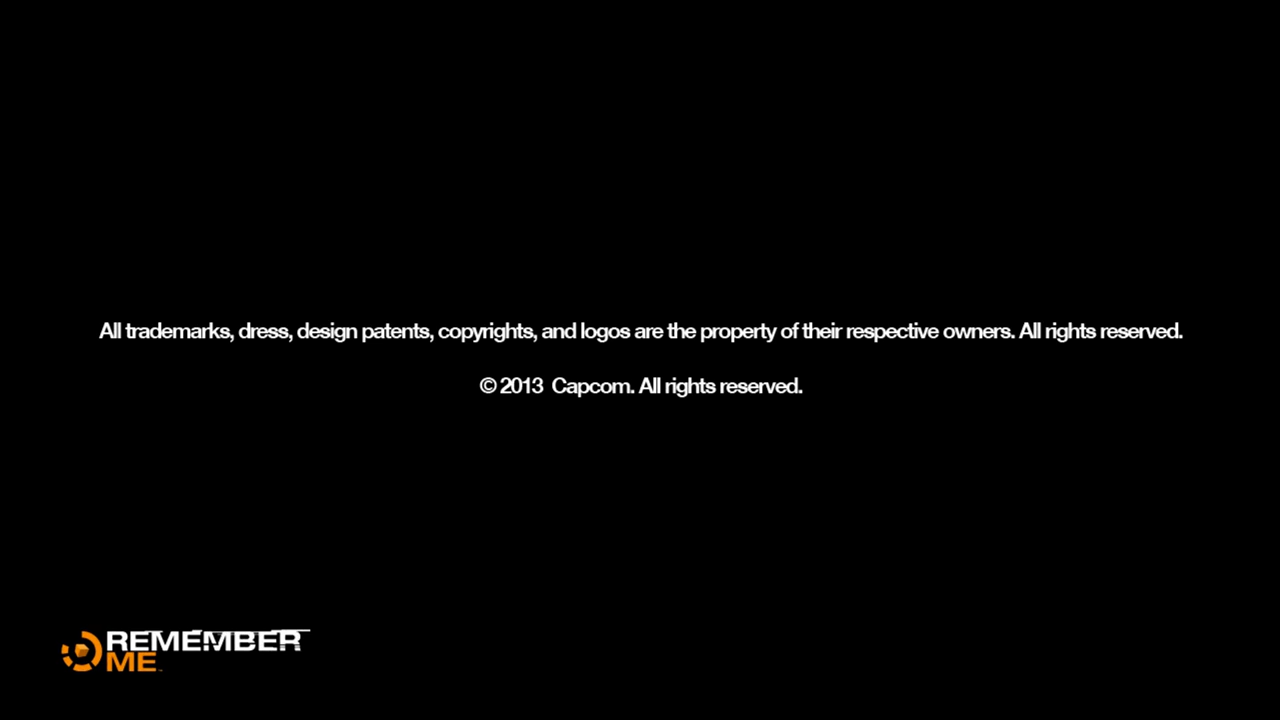 All trademarks, dress, design patents, copyrights, and logos are the property of their respective owners. All rights reserved.
© 2013 Capcom. All rights reserved.
REMEMBER
ME™